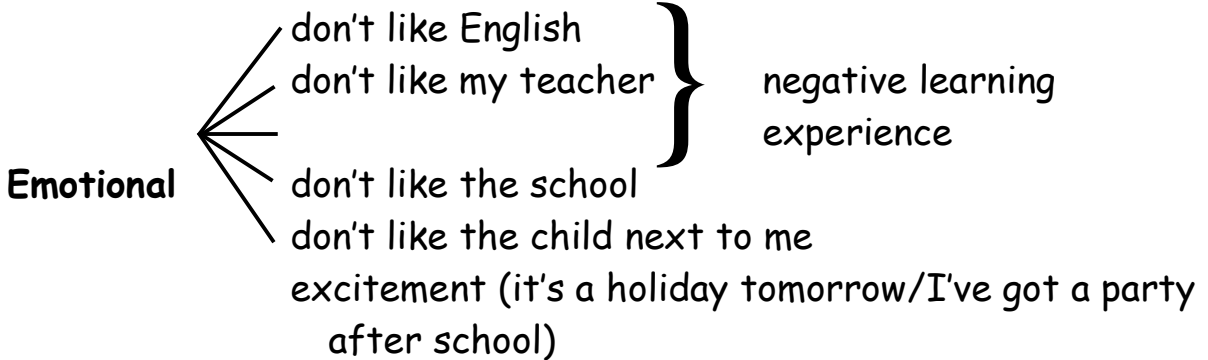 don't like English
don't like my teacher
negative learning
experience
Emotional
don't like the school
don't like the child next to me
excitement (it's a holiday tomorrow/I've got a party
after school)